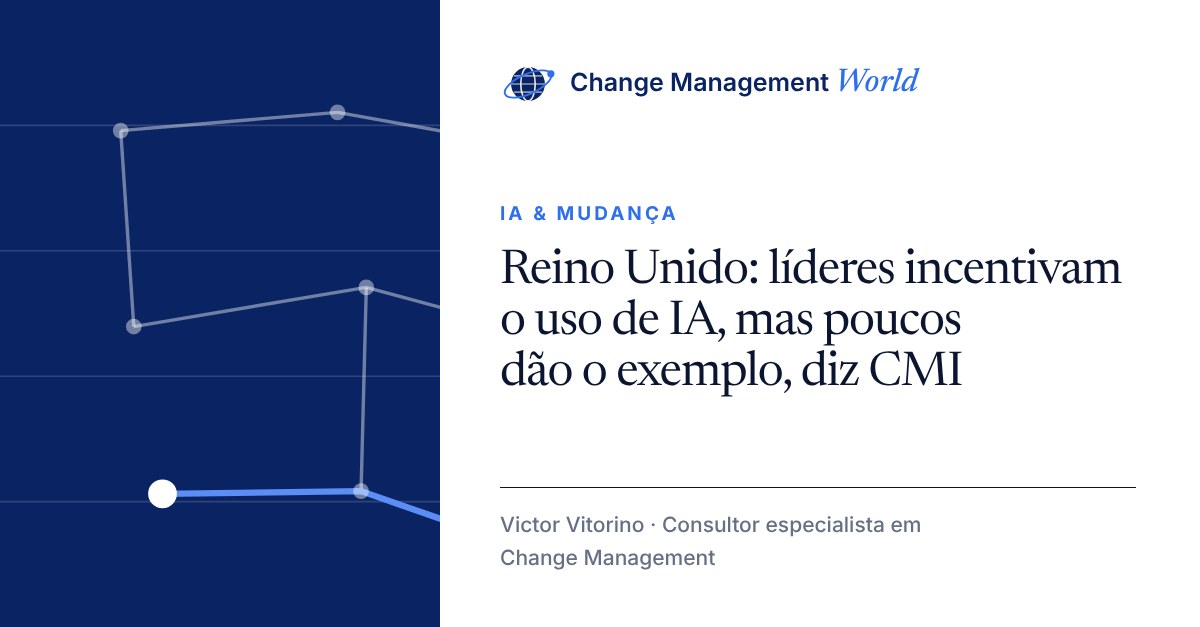 Change Management World
IA & MUDANÇA
Reino Unido: líderes incentivam
o uso de IA, mas poucos
dão o exemplo, diz CMI
Victor Vitorino · Consultor especialista em
Change Management